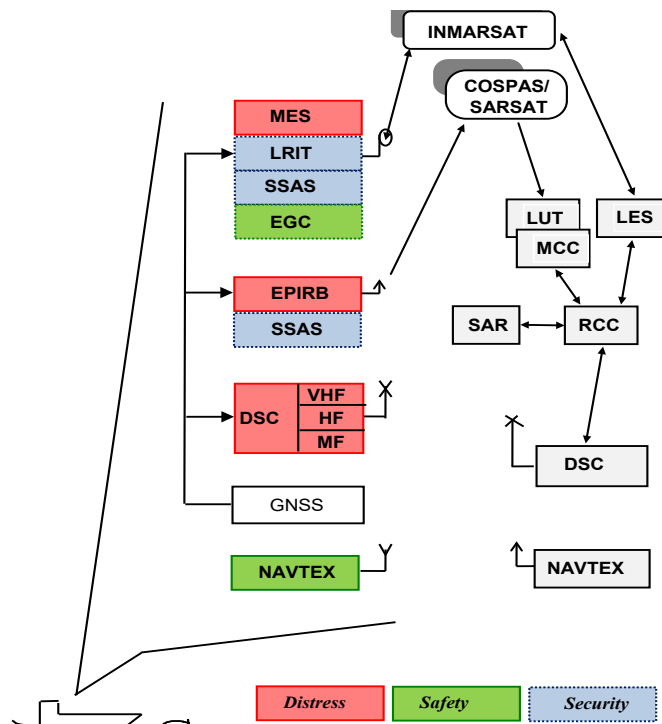 INMARSAT
COSPAS/
SARSAT
MES
LRIT
SSAS
EGC
LUT
LES
MCC
EPIRB
SSAS
SAR
RCC
DSC
VHF
HF
MF
DSC
GNSS
NAVTEX
NAVTEX
Distress
Safety
Security